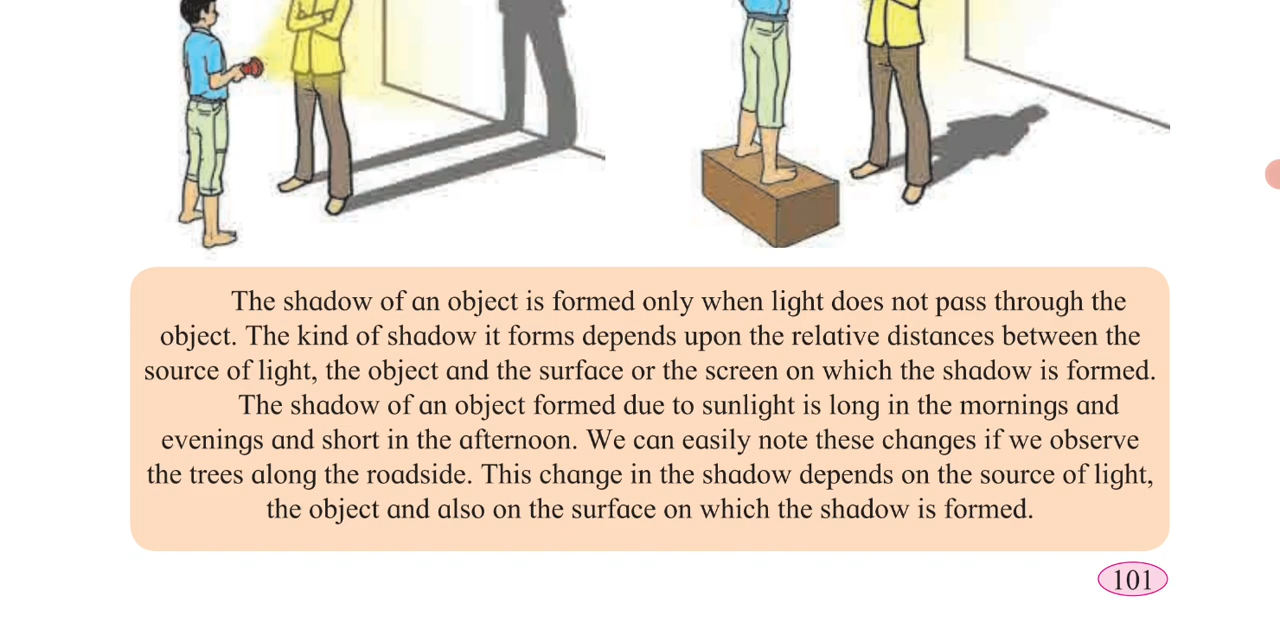 The shadow of an object is formed only when light does not pass through the
object. The kind of shadow it forms depends upon the relative distances between the
source of light, the object and the surface or the screen on which the shadow is formed.
The shadow of an object formed due to sunlight is long in the mornings and
evenings and short in the afternoon. We can easily note these changes if we observe
the trees along the roadside. This change in the shadow depends on the source of light,
the object and also on the surface on which the shadow is formed.
101